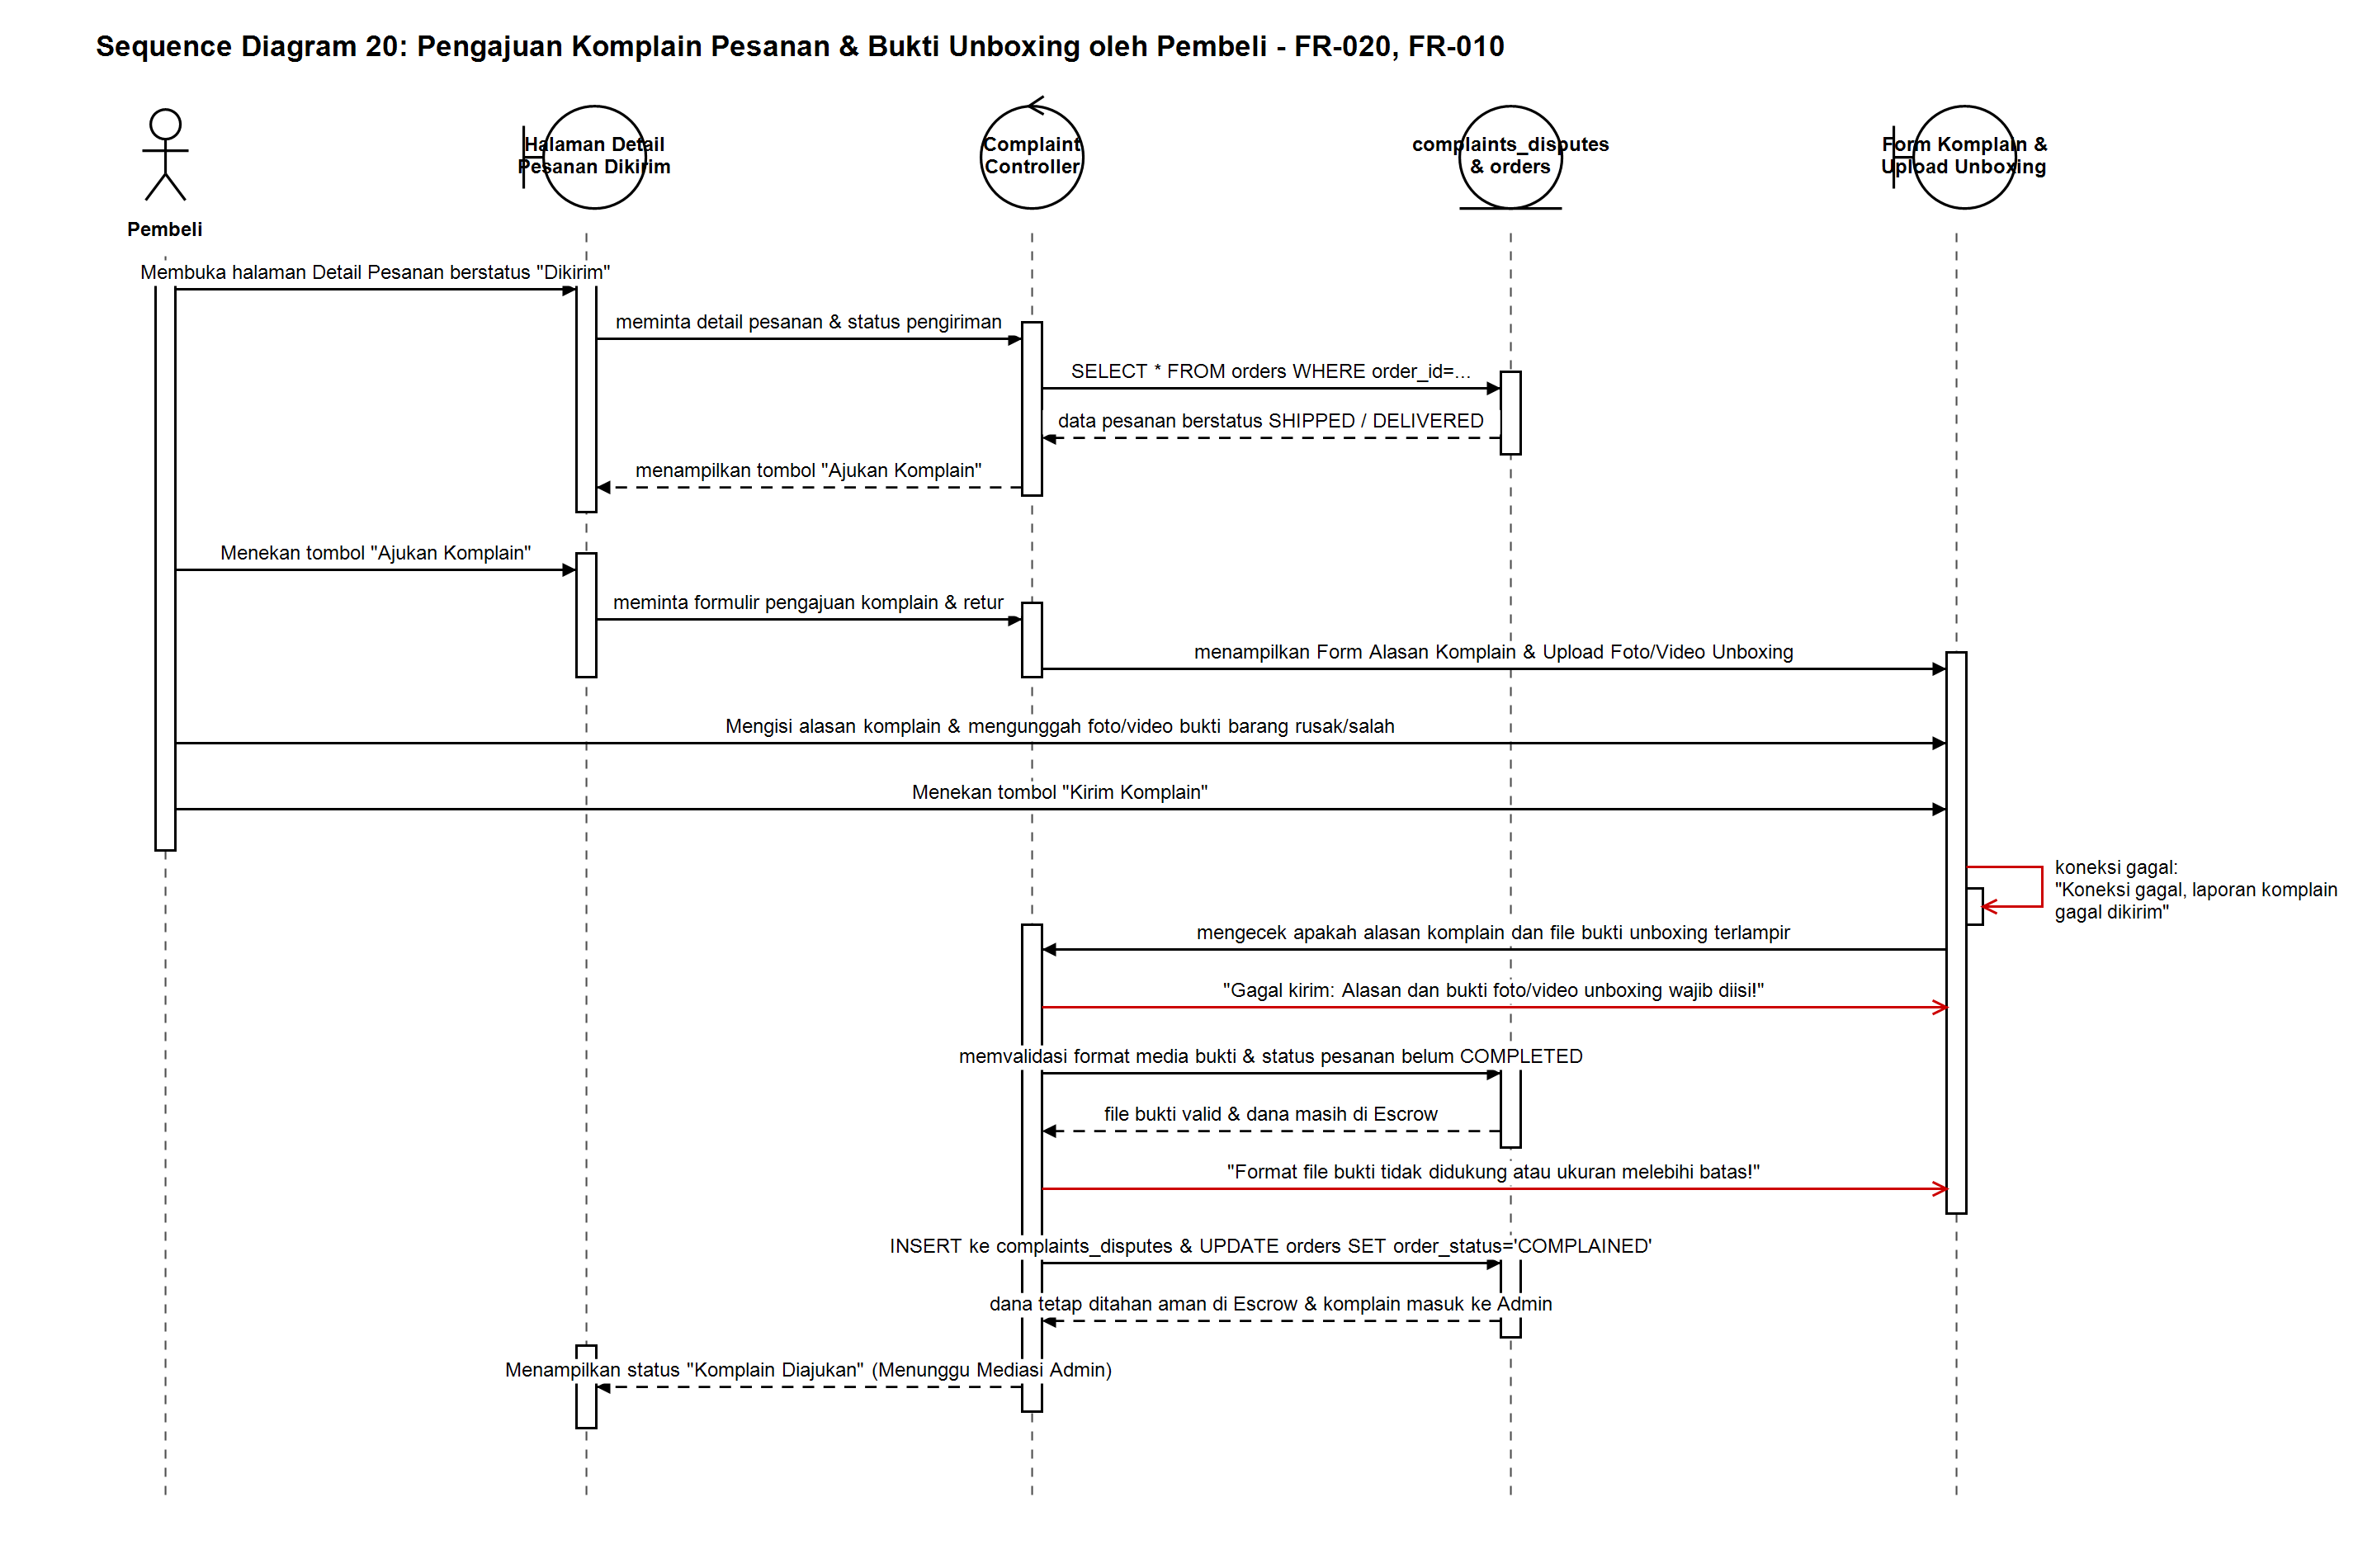 Sequence Diagram 20: Pengajuan Komplain Pesanan & Bukti Unboxing oleh Pembeli - FR-020, FR-010
Pembeli
Halaman Detail
Pesanan Dikirim
Complaint
Controller
complaints_disputes
& orders
Form Komplain &
Upload Unboxing
Membuka halaman Detail Pesanan berstatus "Dikirim"
meminta detail pesanan & status pengiriman
SELECT * FROM orders WHERE order_id=...
data pesanan berstatus SHIPPED / DELIVERED
menampilkan tombol "Ajukan Komplain"
Menekan tombol "Ajukan Komplain"
meminta formulir pengajuan komplain & retur
menampilkan Form Alasan Komplain & Upload Foto/Video Unboxing
Mengisi alasan komplain & mengunggah foto/video bukti barang rusak/salah
Menekan tombol "Kirim Komplain"
koneksi gagal:
"Koneksi gagal, laporan komplain
gagal dikirim"
mengecek apakah alasan komplain dan file bukti unboxing terlampir
"Gagal kirim: Alasan dan bukti foto/video unboxing wajib diisi!"
memvalidasi format media bukti & status pesanan belum COMPLETED
file bukti valid & dana masih di Escrow
"Format file bukti tidak didukung atau ukuran melebihi batas!"
INSERT ke complaints_disputes & UPDATE orders SET order_status='COMPLAINED'
dana tetap ditahan aman di Escrow & komplain masuk ke Admin
Menampilkan status "Komplain Diajukan" (Menunggu Mediasi Admin)